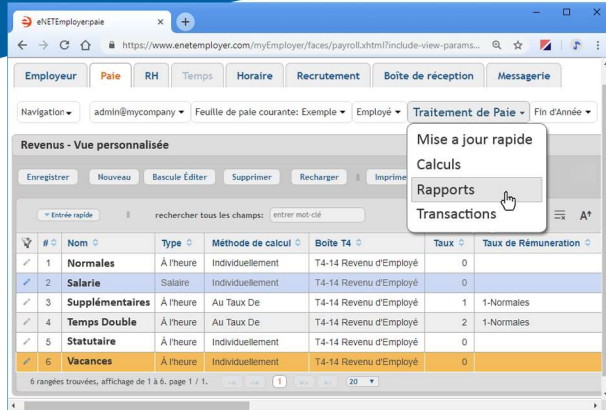 eNETEmployer:paie
https://www.enetemployer.com/myEmployer/faces/payroll.xhtml?include-view-params...
Employeur Paie RH Temps Horaire Recrutement Boîte de réception Messagerie
Navigation admin@mycompany Feuille de paie courante: Exemple Employé Traitement de Paie Fin d'Année
Mise a jour rapide
Calculs
Rapports
Transactions
Revenus - Vue personnalisée
Enregistrer Nouveau Bascule Éditer Supprimer Recharger Imprime
Entrée rapide rechercher tous les champs: entrer mot-clé
# Nom Type Méthode de calcul Boîte T4 Taux Taux de Rémuneration
1 Normales À l'heure Individuellement T4-14 Revenu d'Employé 0
2 Salarie Salaire Individuellement T4-14 Revenu d'Employé 0
3 Supplémentaires À l'heure Au Taux De T4-14 Revenu d'Employé 1 1-Normales
4 Temps Double À l'heure Au Taux De T4-14 Revenu d'Employé 2 1-Normales
5 Statutaire À l'heure Individuellement T4-14 Revenu d'Employé 0
6 Vacances À l'heure Individuellement T4-14 Revenu d'Employé 0
6 rangées trouvées, affichage de 1 à 6. page 1 / 1. 1 20